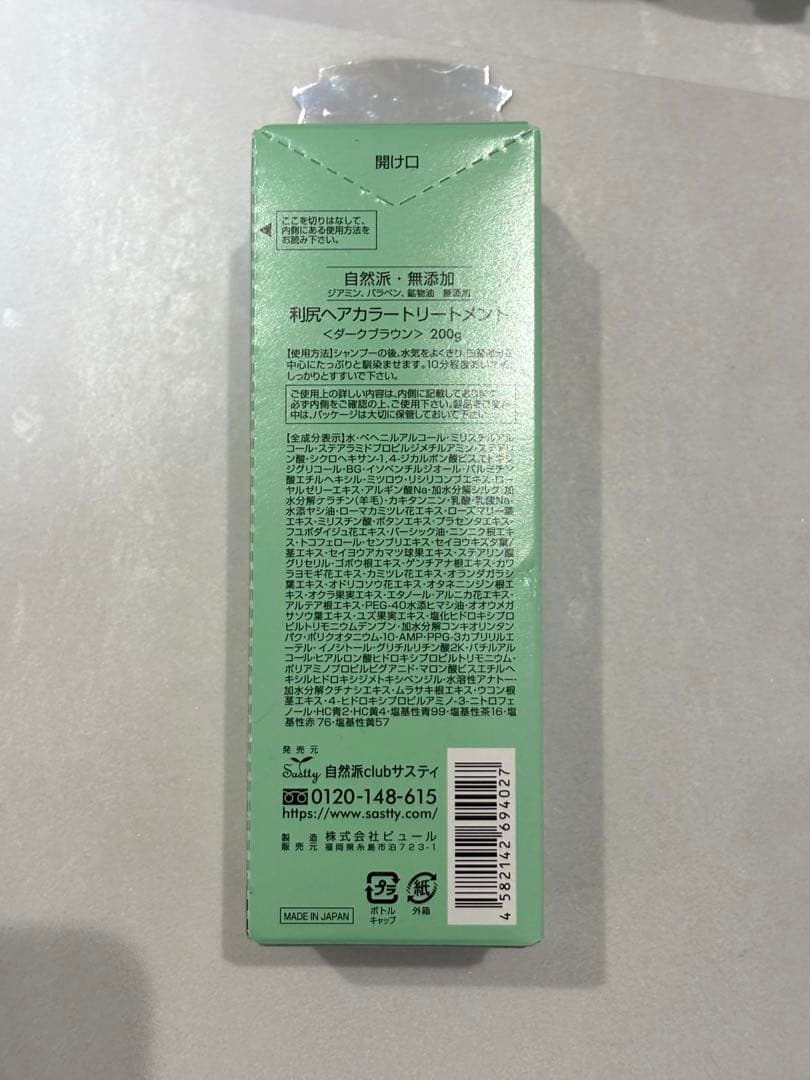 開け口
ここを切りはなして、
内側にある使用方法を
お読み下さい。
自然派・無添加
ジアミン、パラベン、鉱物油 無添加
利尻ヘアカラートリートメント
<ダークブラウン> 200g
【使用方法】シャンプーの後、水気をよくきり、白髪部分を
中心にたっぷりと馴染ませます。10分程度おいて
しっかりとすすいで下さい。
ご使用上の詳しい内容は、内側に記載して
必ず内側をご確認の上、ご使用下さい。製品を
中は、パッケージは大切に保管しておいて下さい
【全成分表示】水・ベヘニルアルコール・ミリスチルアル
コール・ステアラミドプロピルジメチルアミン・ステアリ
ン酸・シクロヘキサン-1,4-ジカルボン酸ビスエトキシ
ジグリコール・BG・イソペンチルジオール・パルミチン
酸エチルヘキシル・ミツロウ・リシリコンブエキス・ロー
ヤルゼリーエキス・アルギン酸Na・加水分解シルク・加
水分解ケラチン(羊毛)・カキタンニン・乳酸・乳酸Na・
水添ヤシ油・ローマカミツレ花エキス・ローズマリー葉
エキス・ミリスチン酸・ボタンエキス・プラセンタエキス・
フユボダイジュ花エキス・パーシック油・ニンニク根エキ
ス・トコフェロール・センブリエキス・セイヨウキズタ葉/
茎エキス・セイヨウアカマツ球果エキス・ステアリン酸
グリセリル・ゴボウ根エキス・ゲンチアナ根エキス・カワ
ラヨモギ花エキス・カミツレ花エキス・オランダガラシ
葉エキス・オドリコソウ花エキス・オタネニンジン根エ
キス・オクラ果実エキス・エタノール・アルニカ花エキス・
アルテア根エキス・PEG-40水添ヒマシ油・オオウメガ
サソウ葉エキス・ユズ果実エキス・塩化ヒドロキシプロ
ピルトリモニウムデンプン・加水分解コンキオリンタン
パク・ポリクオタニウム-10・AMP・PPG-3カプリリルエ
ーテル・イノシトール・グリチルリチン酸2K・バチルアル
コール・ヒアルロン酸ヒドロキシプロピルトリモニウム・
ポリアミノプロピルビグアニド・マロン酸ビスエチルヘ
キシルヒドロキシジメトキシベンジル・水溶性アナトー・
加水分解クチナシエキス・ムラサキ根エキス・ウコン根
茎エキス・4-ヒドロキシプロピルアミノ-3-ニトロフェ
ノール・HC青2・HC黄4・塩基性青99・塩基性茶16・塩
基性赤76・塩基性黄57
発売元
Sastty 自然派clubサスティ
0120-148-615
https://www.sastty.com/
製造
販売元 株式会社ピュール
福岡県糸島市泊723-1
MADE IN JAPAN
プラ
ボトル
キャップ
紙
外箱
4 582142 694027